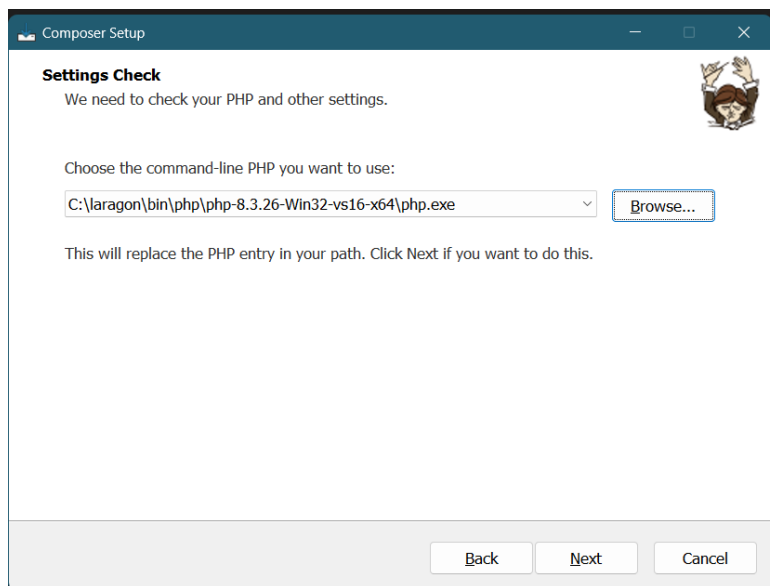 Composer Setup
Settings Check
We need to check your PHP and other settings.
Choose the command-line PHP you want to use:
C:\laragon\bin\php\php-8.3.26-Win32-vs16-x64\php.exe
Browse...
This will replace the PHP entry in your path. Click Next if you want to do this.
Back
Next
Cancel